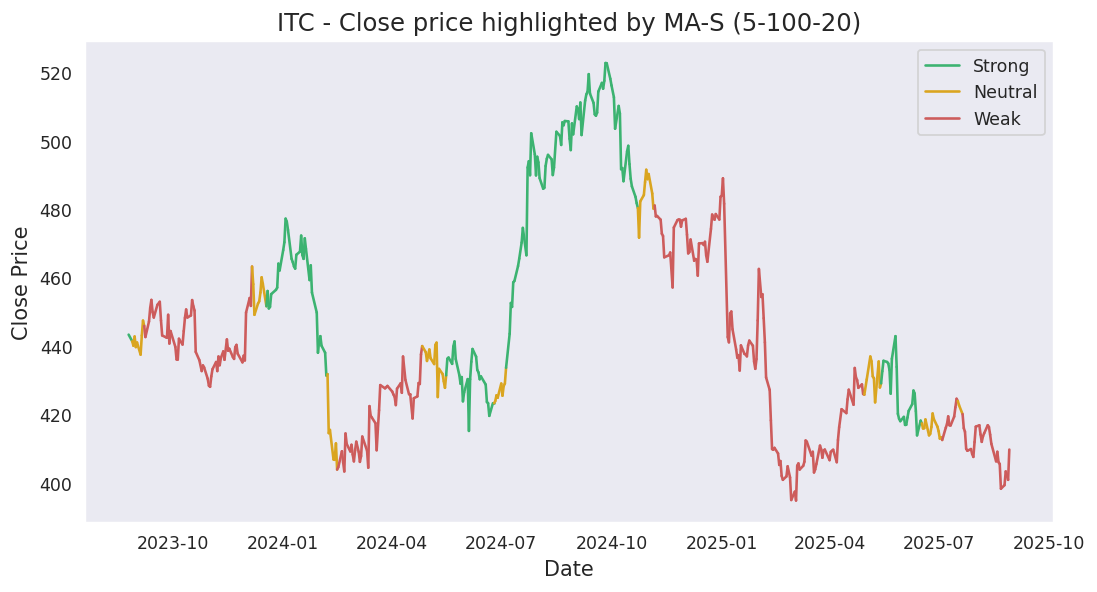 ITC - Close price highlighted by MA-S (5-100-20)
Strong
Neutral
Weak
Close Price
520
500
480
460
440
420
400
2023-10
2024-01
2024-04
2024-07
2024-10
2025-01
2025-04
2025-07
2025-10
Date